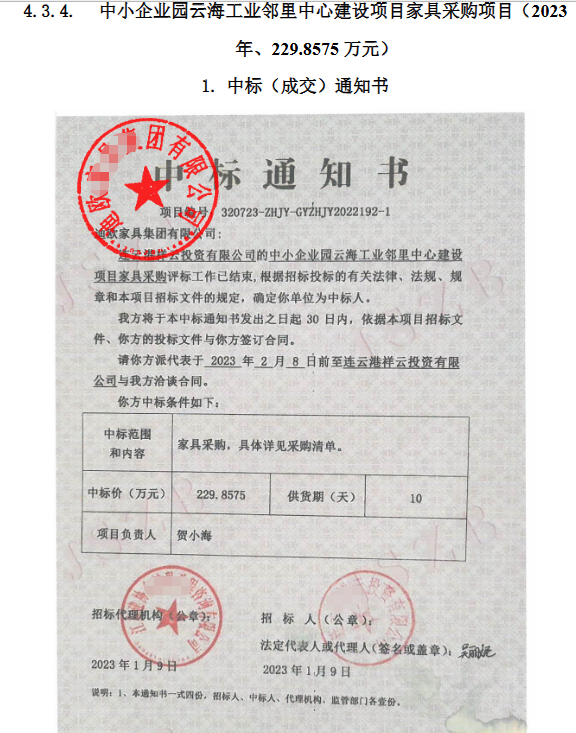 4.3.4. 中小企业园云海工业邻里中心建设项目家具采购项目（2023
年、229.8575 万元）
1. 中标（成交）通知书
中标通知书
项目编号: 320723-ZHJY-GYZHJY2022192-1
迪欧家具集团有限公司:
连云港祥云投资有限公司的中小企业园云海工业邻里中心建设
项目家具采购评标工作已结束,根据招标投标的有关法律、法规、规
章和本项目招标文件的规定，确定你单位为中标人。
我方将于本中标通知书发出之日起 30 日内，依据本项目招标文
件、你方的投标文件与你方签订合同。
请你方派代表于 2023 年 2 月 8 日前至连云港祥云投资有限
公司与我方洽谈合同。
你方中标条件如下:
中标范围
和内容
家具采购，具体详见采购清单。
中标价（万元） 229.8575 供货期（天） 10
项目负责人 贺小海
招标代理机构（公章）: 招 标 人（公章）:
法定代表人或代理人(签名或盖章):
2023 年 1 月 9 日 2023 年 1 月 9 日
说明: 1、本通知书一式四份，招标人、中标人、代理机构、监管部门各壹份。